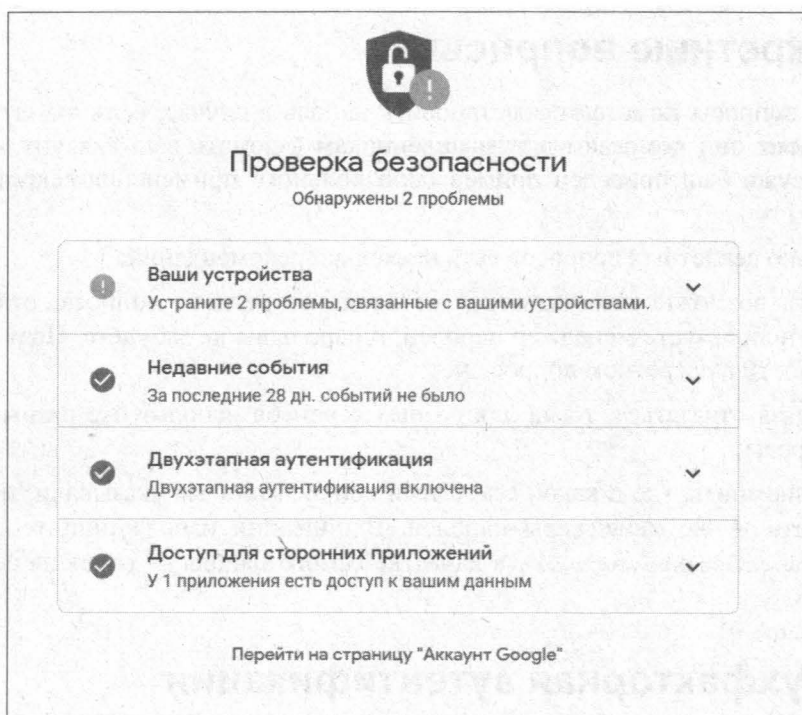 Проверка безопасности
Обнаружены 2 проблемы
Ваши устройства
Устраните 2 проблемы, связанные с вашими устройствами.
Недавние события
За последние 28 дн. событий не было
Двухэтапная аутентификация
Двухэтапная аутентификация включена
Доступ для сторонних приложений
У 1 приложения есть доступ к вашим данным
Перейти на страницу "Аккаунт Google"